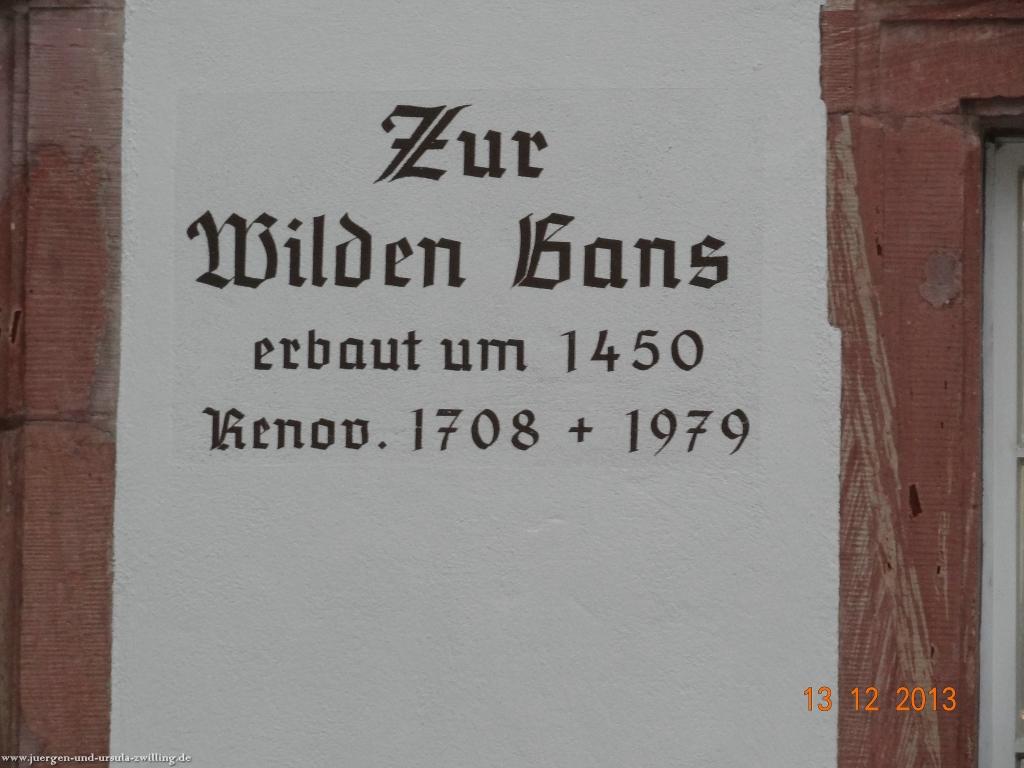 Zur
Wilden Gans
erbaut um 1450
Renov. 1708 + 1979
13 12 2013
www.juergen-und-ursula-zwilling.de